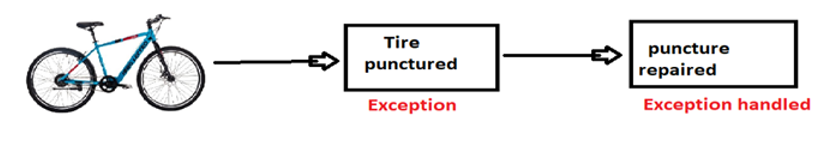 Tire
punctured
Exception
puncture
repaired
Exception handled